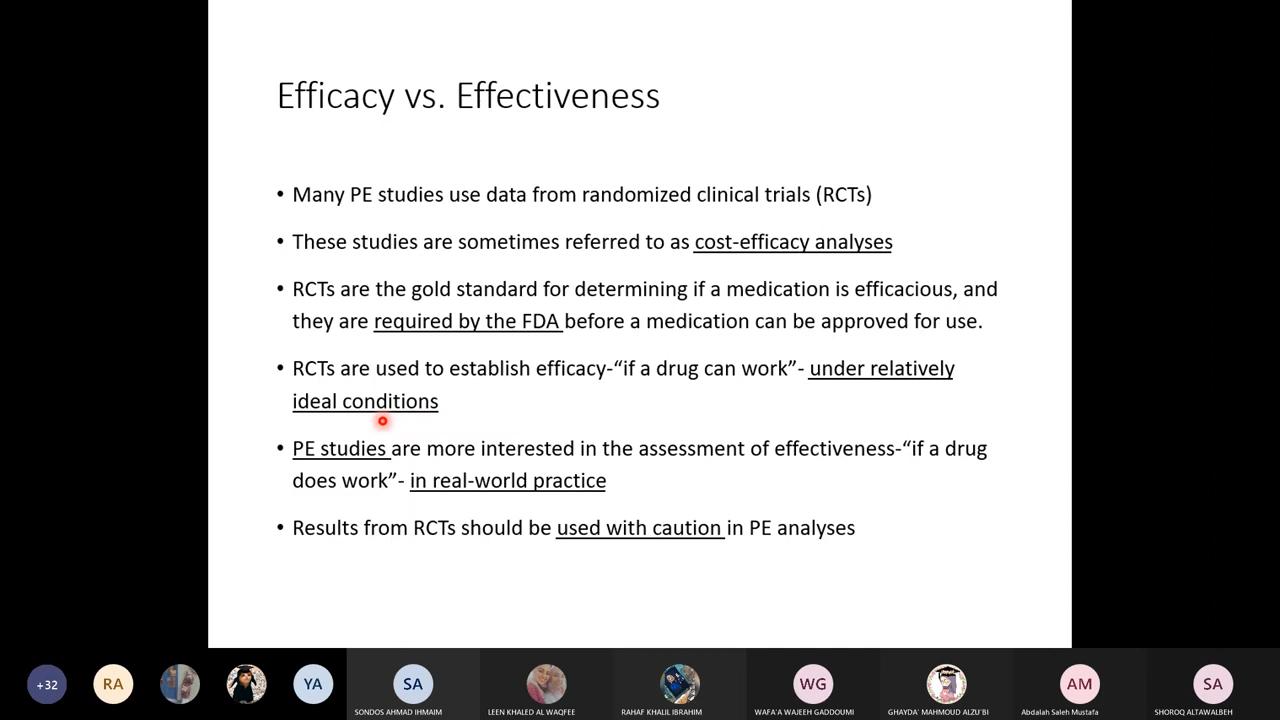 Efficacy vs. Effectiveness
• Many PE studies use data from randomized clinical trials (RCTs)
• These studies are sometimes referred to as cost-efficacy analyses
• RCTs are the gold standard for determining if a medication is efficacious, and
they are required by the FDA before a medication can be approved for use.
• RCTs are used to establish efficacy-“if a drug can work”- under relatively
ideal conditions
• PE studies are more interested in the assessment of effectiveness-“if a drug
does work”- in real-world practice
• Results from RCTs should be used with caution in PE analyses
+32 RA YA SA WG AM SA
SONDOS AHMAD IHMAIM LEEN KHALED AL WAQFEE RAHAF KHALIL IBRAHIM WAFA'A WAJEEH GADDOUMI GHAYDA' MAHMOUD ALZU'BI Abdalah Saleh Mustafa SHOROQ ALTAWALBEH